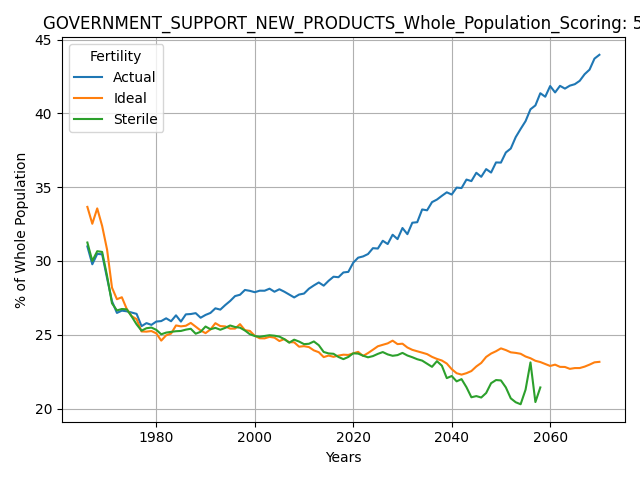 GOVERNMENT_SUPPORT_NEW_PRODUCTS_Whole_Population_Scoring: 5
45
40
35
30
25
20
% of Whole Population
Fertility
Actual
Ideal
Sterile
1980 2000 2020 2040 2060
Years